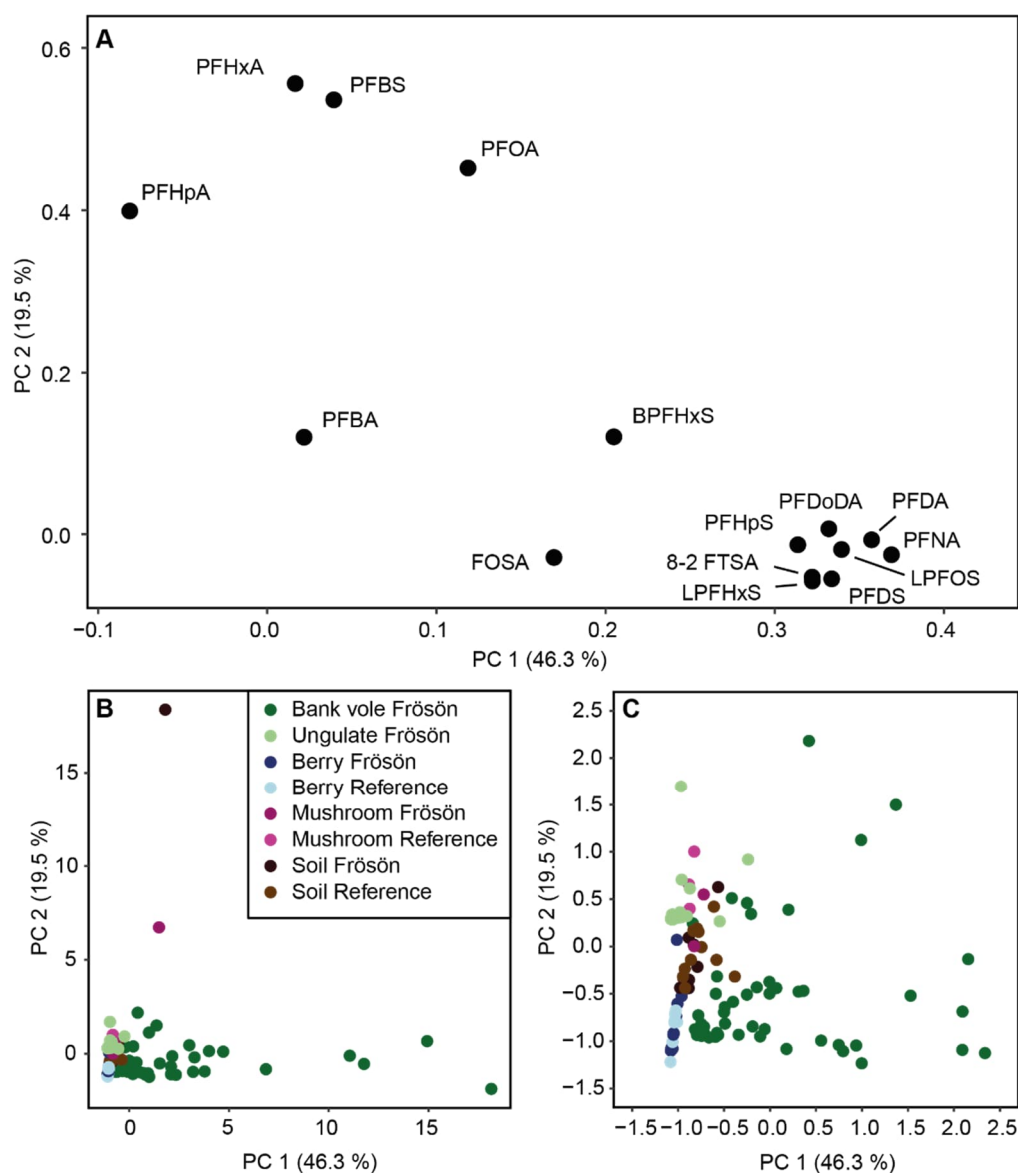 A
0.6
PFHxA
PFBS
PFOA
PFHpA
0.4
PC 2 (19.5 %)
0.2
PFBA
BPFHxS
PFDoDA
PFDA
PFHpS
PFNA
0.0
FOSA
8-2 FTSA
LPFOS
LPFHxS
PFDS
−0.1 0.0 0.1 0.2 0.3 0.4
PC 1 (46.3 %)
B
Bank vole Frösön
Ungulate Frösön
Berry Frösön
Berry Reference
Mushroom Frösön
Mushroom Reference
Soil Frösön
Soil Reference
15
10
5
0
PC 2 (19.5 %)
0 5 10 15
PC 1 (46.3 %)
C
2.5
2.0
1.5
1.0
0.5
0.0
−0.5
−1.0
−1.5
PC 2 (19.5 %)
−1.5 −1.0 −0.5 0.0 0.5 1.0 1.5 2.0 2.5
PC 1 (46.3 %)